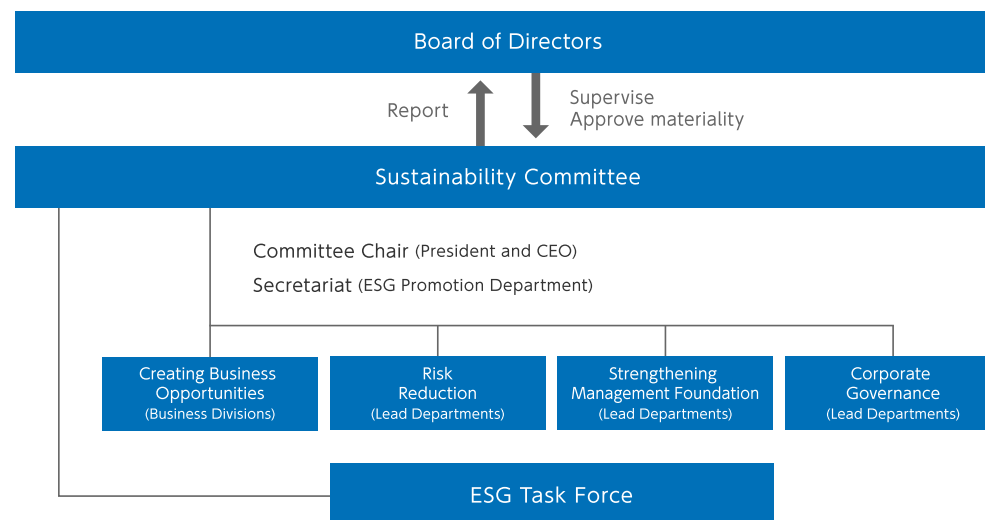 Board of Directors
Report
Supervise
Approve materiality
Sustainability Committee
Committee Chair (President and CEO)
Secretariat (ESG Promotion Department)
Creating Business
Opportunities
(Business Divisions)
Risk
Reduction
(Lead Departments)
Strengthening
Management Foundation
(Lead Departments)
Corporate
Governance
(Lead Departments)
ESG Task Force